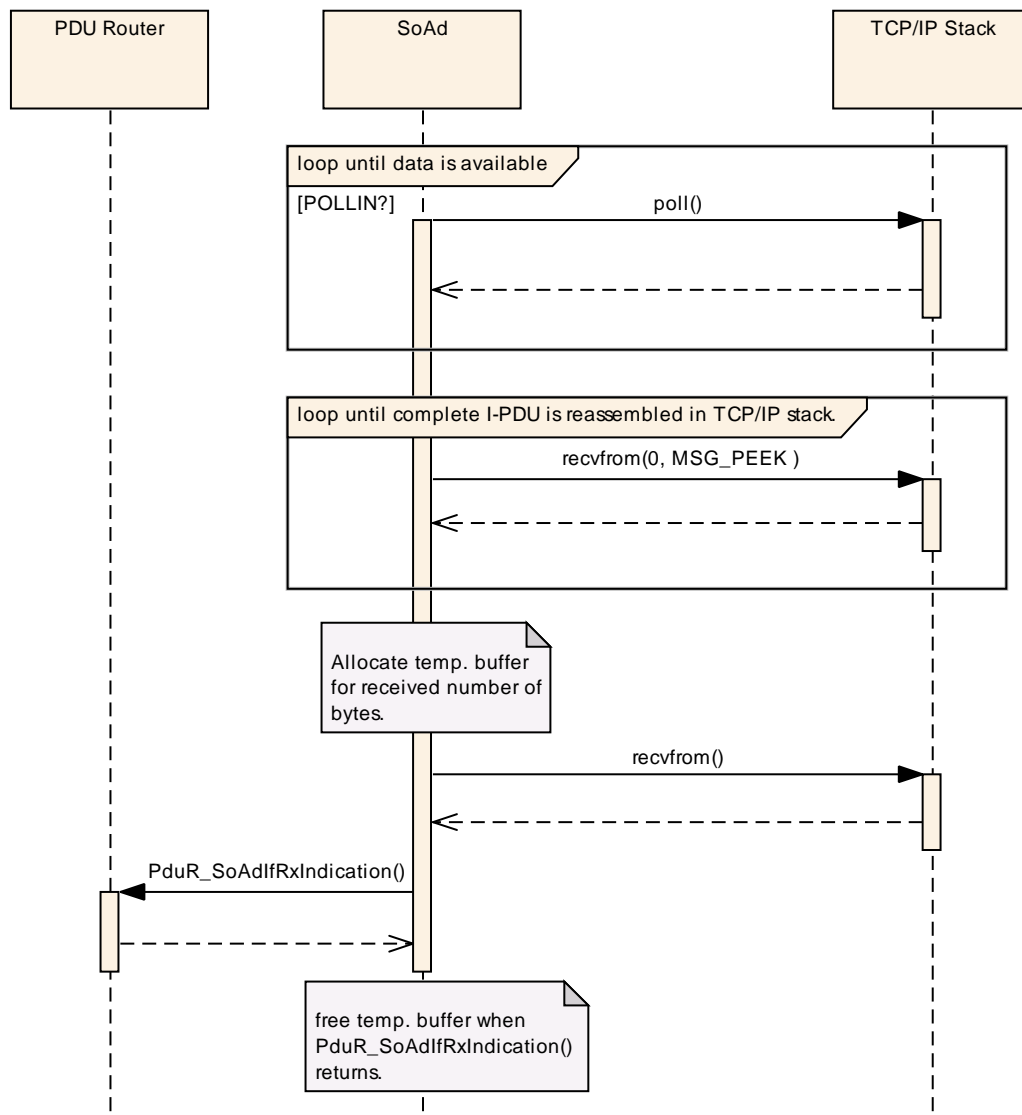 PDU Router
SoAd
TCP/IP Stack
loop until data is available
[POLLIN?]
poll()
loop until complete I-PDU is reassembled in TCP/IP stack.
recvfrom(0, MSG_PEEK )
Allocate temp. buffer
for received number of
bytes.
recvfrom()
PduR_SoAdIfRxIndication()
free temp. buffer when
PduR_SoAdIfRxIndication()
returns.